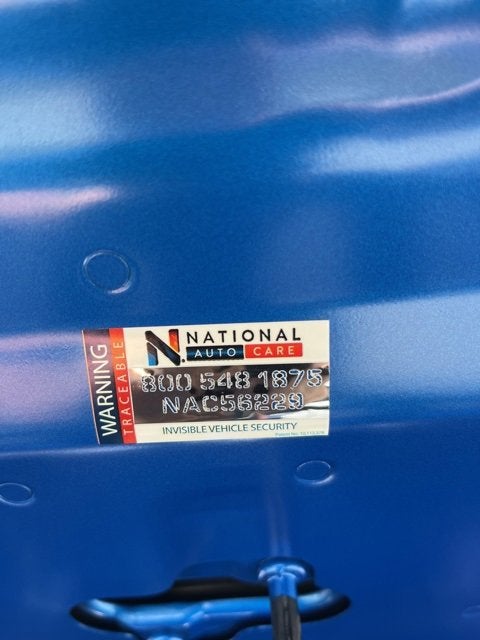 WARNING
TRACEABLE
N.
NATIONAL
AUTO CARE
800 548 1875
NAC56229
INVISIBLE VEHICLE SECURITY